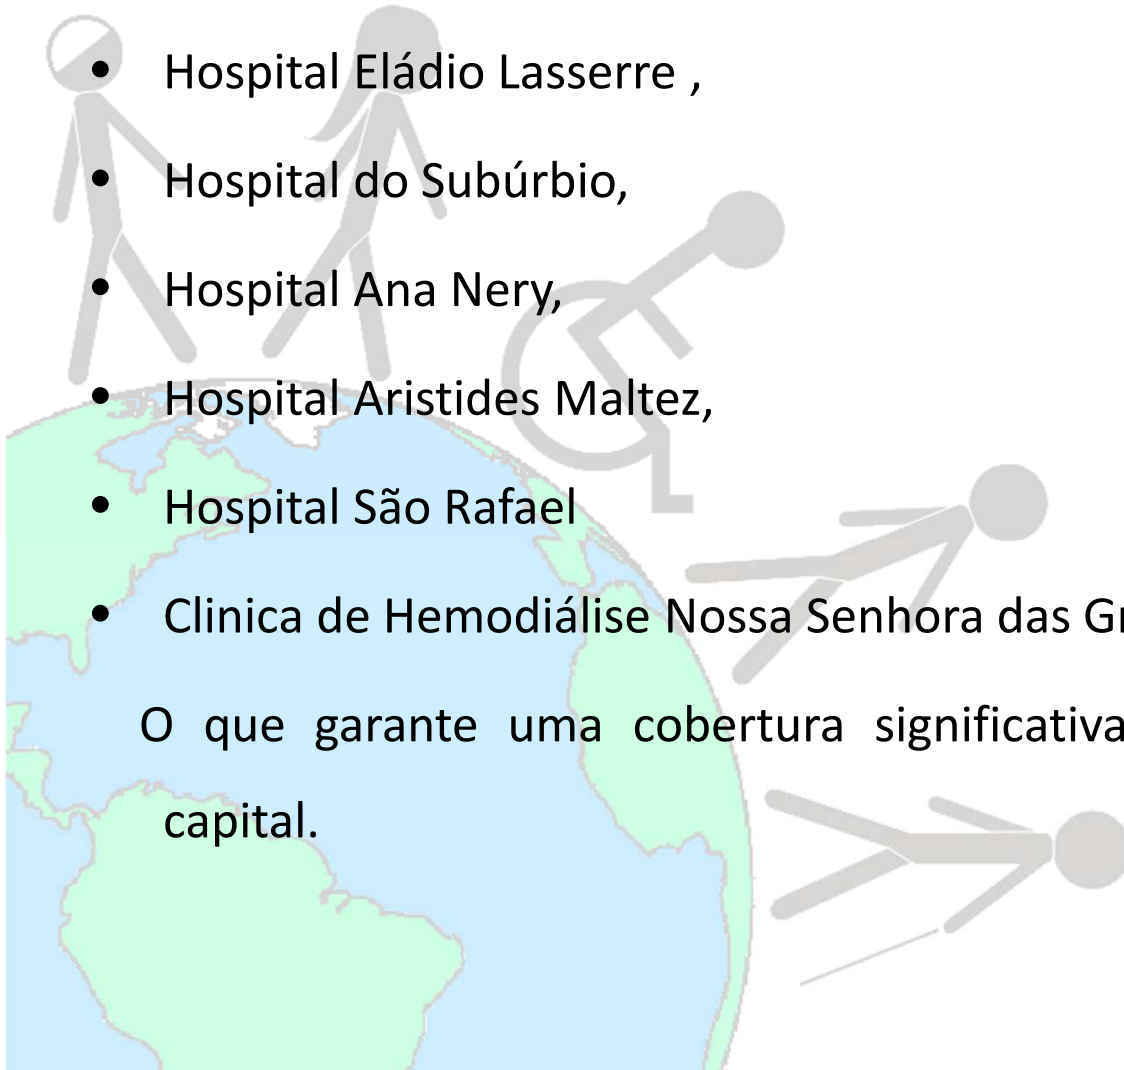 • Hospital Eládio Lasserre ,
• Hospital do Subúrbio,
• Hospital Ana Nery,
• Hospital Aristides Maltez,
• Hospital São Rafael
• Clinica de Hemodiálise Nossa Senhora das
O que garante uma cobertura significativa
capital.